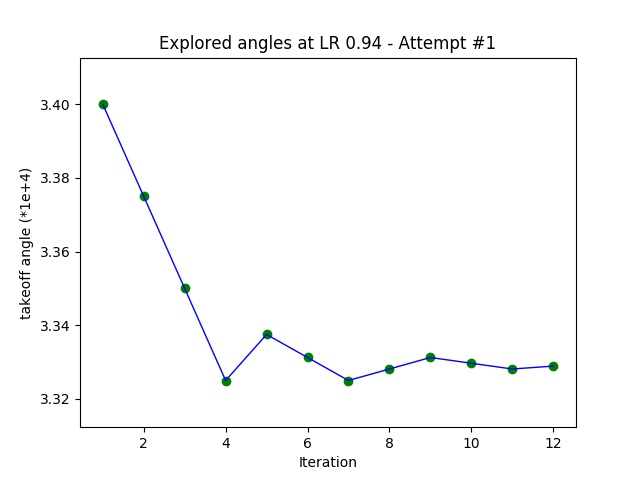 Explored angles at LR 0.94 - Attempt #1
takeoff angle (*1e+4)
3.40
3.38
3.36
3.34
3.32
2 4 6 8 10 12
Iteration